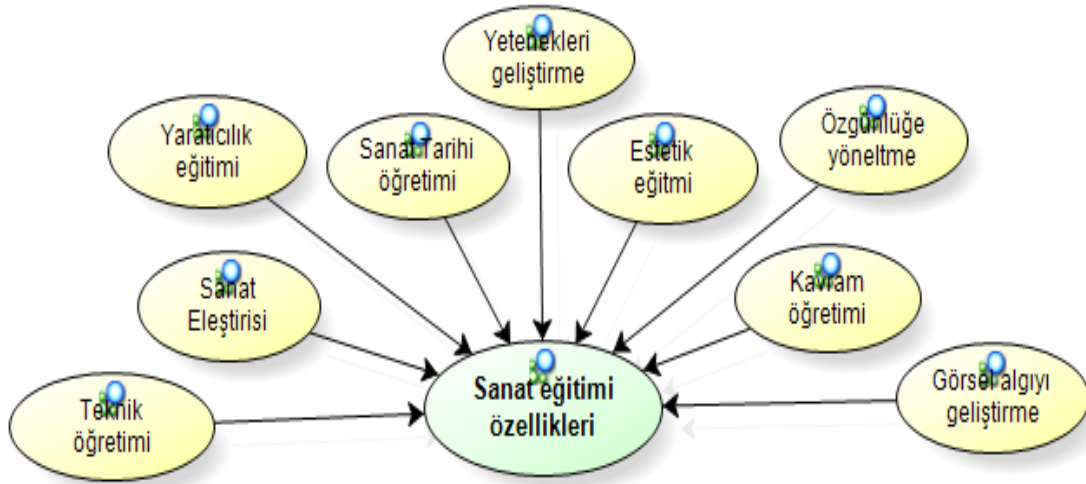 Yetenekleri
geliştirme
Yaratıcılık
eğitimi
Sanat Tarihi
öğretimi
Estetik
eğitmi
Özgünlüğe
yöneltme
Sanat
Eleştirisi
Kavram
öğretimi
Teknik
öğretimi
Sanat eğitimi
özellikleri
Görsel algıyı
geliştirme